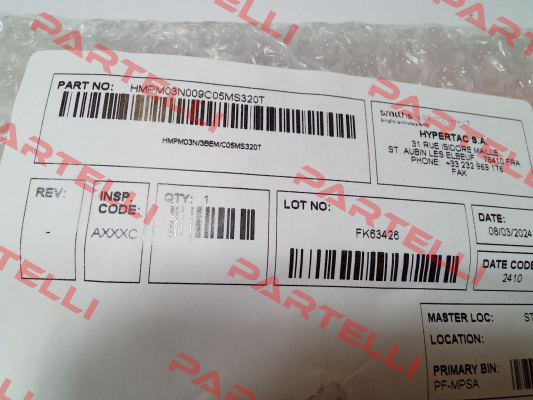 PART NO: HMPM03N009C05MS320T
HMPM03N/3BEM/C05MS320T
smiths
HYPERTAC S.A.
31 RUE ISIDORE MAILLE
ST. AUBIN LES ELBEUF, 76410 FRA
PHONE +33 232 969 176
FAX
REV:
-
INSP. CODE:
AXXXC
QTY: 1
LOT NO:
FK63426
DATE:
08/03/2024
DATE CODE
2410
MASTER LOC: ST
LOCATION:
PRIMARY BIN:
PF-MPSA
PARTELLI
PARTELLI
PARTELLI
PARTELLI
PARTELLI
PARTELLI